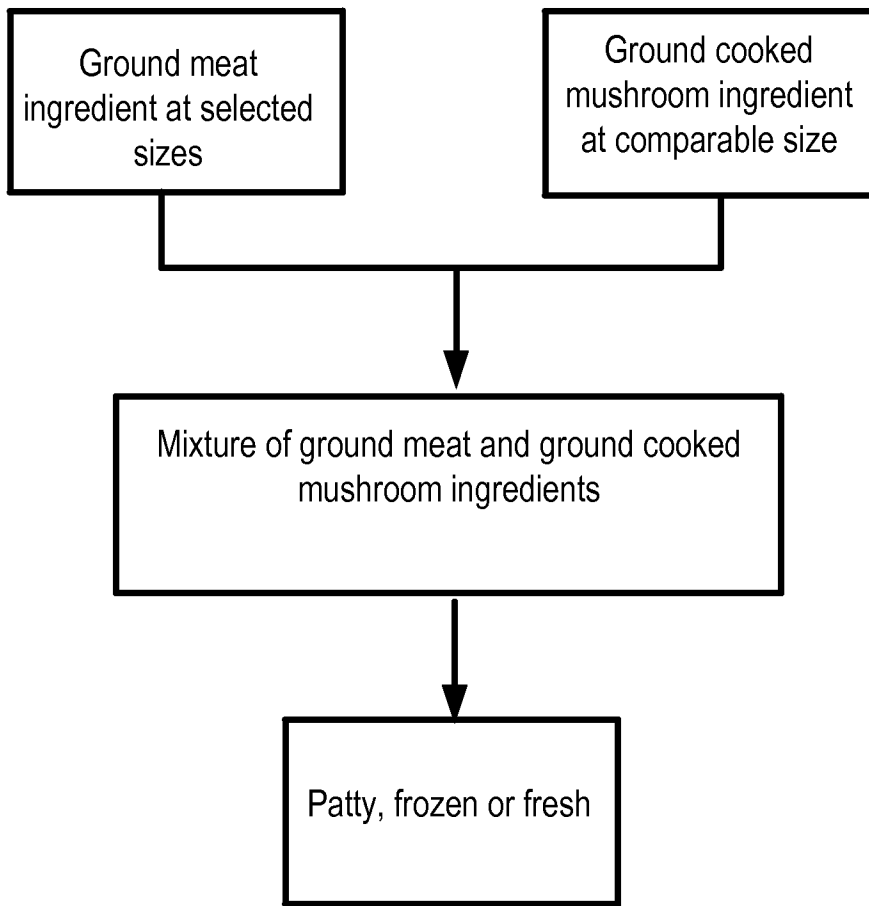 Ground meat
ingredient at selected
sizes
Ground cooked
mushroom ingredient
at comparable size
Mixture of ground meat and ground cooked
mushroom ingredients
Patty, frozen or fresh